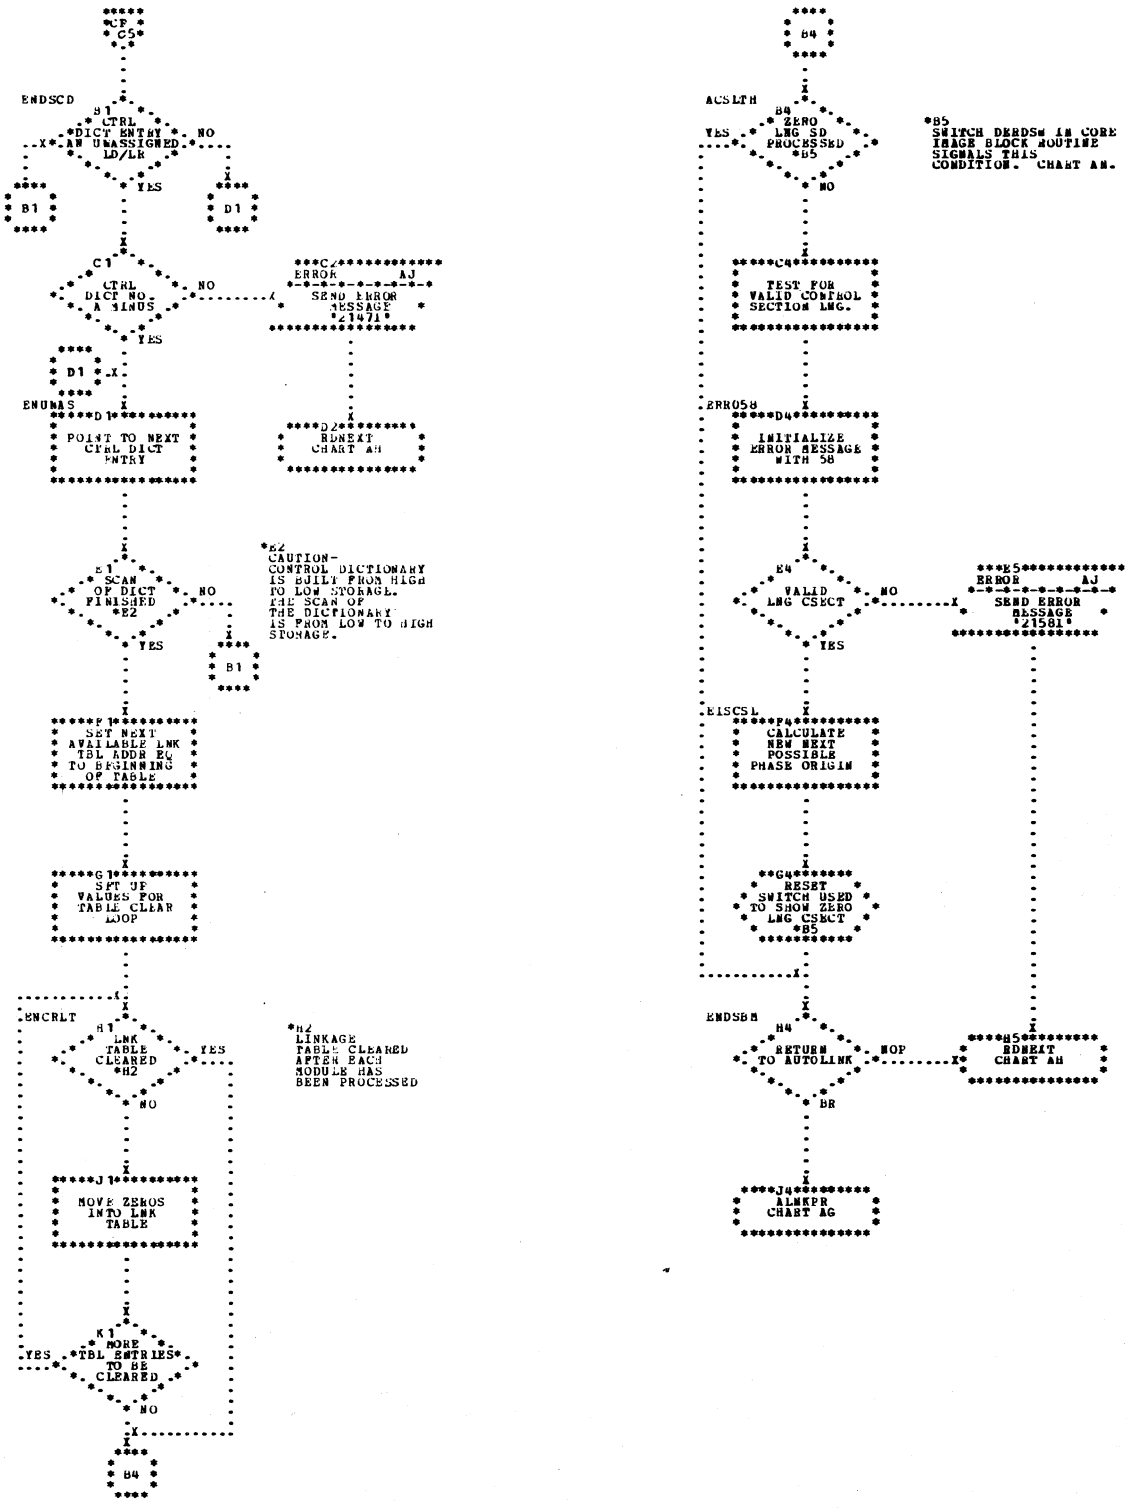 CF
C5
ENDSCD
B1
CTRL
DICT ENTRY
AN UNASSIGNED
LD/LR
NO
YES
B1
D1
C1
CTRL
DICT NO.
A MINUS
NO
YES
C2
ERROR AJ
SEND ERROR
MESSAGE
'2147I'
D1
ENUNAS
D1
POINT TO NEXT
CTRL DICT
ENTRY
D2
RDNEXT
CHART AH
E1
SCAN
OF DICT
FINISHED
*E2
NO
YES
*E2
CAUTION-
CONTROL DICTIONARY
IS BUILT FROM HIGH
TO LOW STORAGE.
THE SCAN OF
THE DICTIONARY
IS FROM LOW TO HIGH
STORAGE.
B1
F1
SET NEXT
AVAILABLE LNK
TBL ADDR EQ
TO BEGINNING
OF TABLE
G1
SET UP
VALUES FOR
TABLE CLEAR
LOOP
ENCRLT
H1
LNK
TABLE
CLEARED
*H2
YES
NO
*H2
LINKAGE
TABLE CLEARED
AFTER EACH
MODULE HAS
BEEN PROCESSED
J1
MOVE ZEROS
INTO LNK
TABLE
K1
MORE
TBL ENTRIES
TO BE
CLEARED
YES
NO
B4
B4
ACSLTH
B4
ZERO
LNG SD
PROCESSED
*B5
YES
NO
*B5
SWITCH DERDSW IN CORE
IMAGE BLOCK ROUTINE
SIGNALS THIS
CONDITION. CHART AN.
C4
TEST FOR
VALID CONTROL
SECTION LNG.
ERRO58
D4
INITIALIZE
ERROR MESSAGE
WITH 58
E4
VALID
LNG CSECT
NO
YES
E5
ERROR AJ
SEND ERROR
MESSAGE
'2158I'
EISCSL
F4
CALCULATE
NEW NEXT
POSSIBLE
PHASE ORIGIN
G4
RESET
SWITCH USED
TO SHOW ZERO
LNG CSECT
*B5
ENDSBM
H4
RETURN
TO AUTOLINK
NOP
BR
H5
RDNEXT
CHART AH
J4
ALNKPR
CHART AG